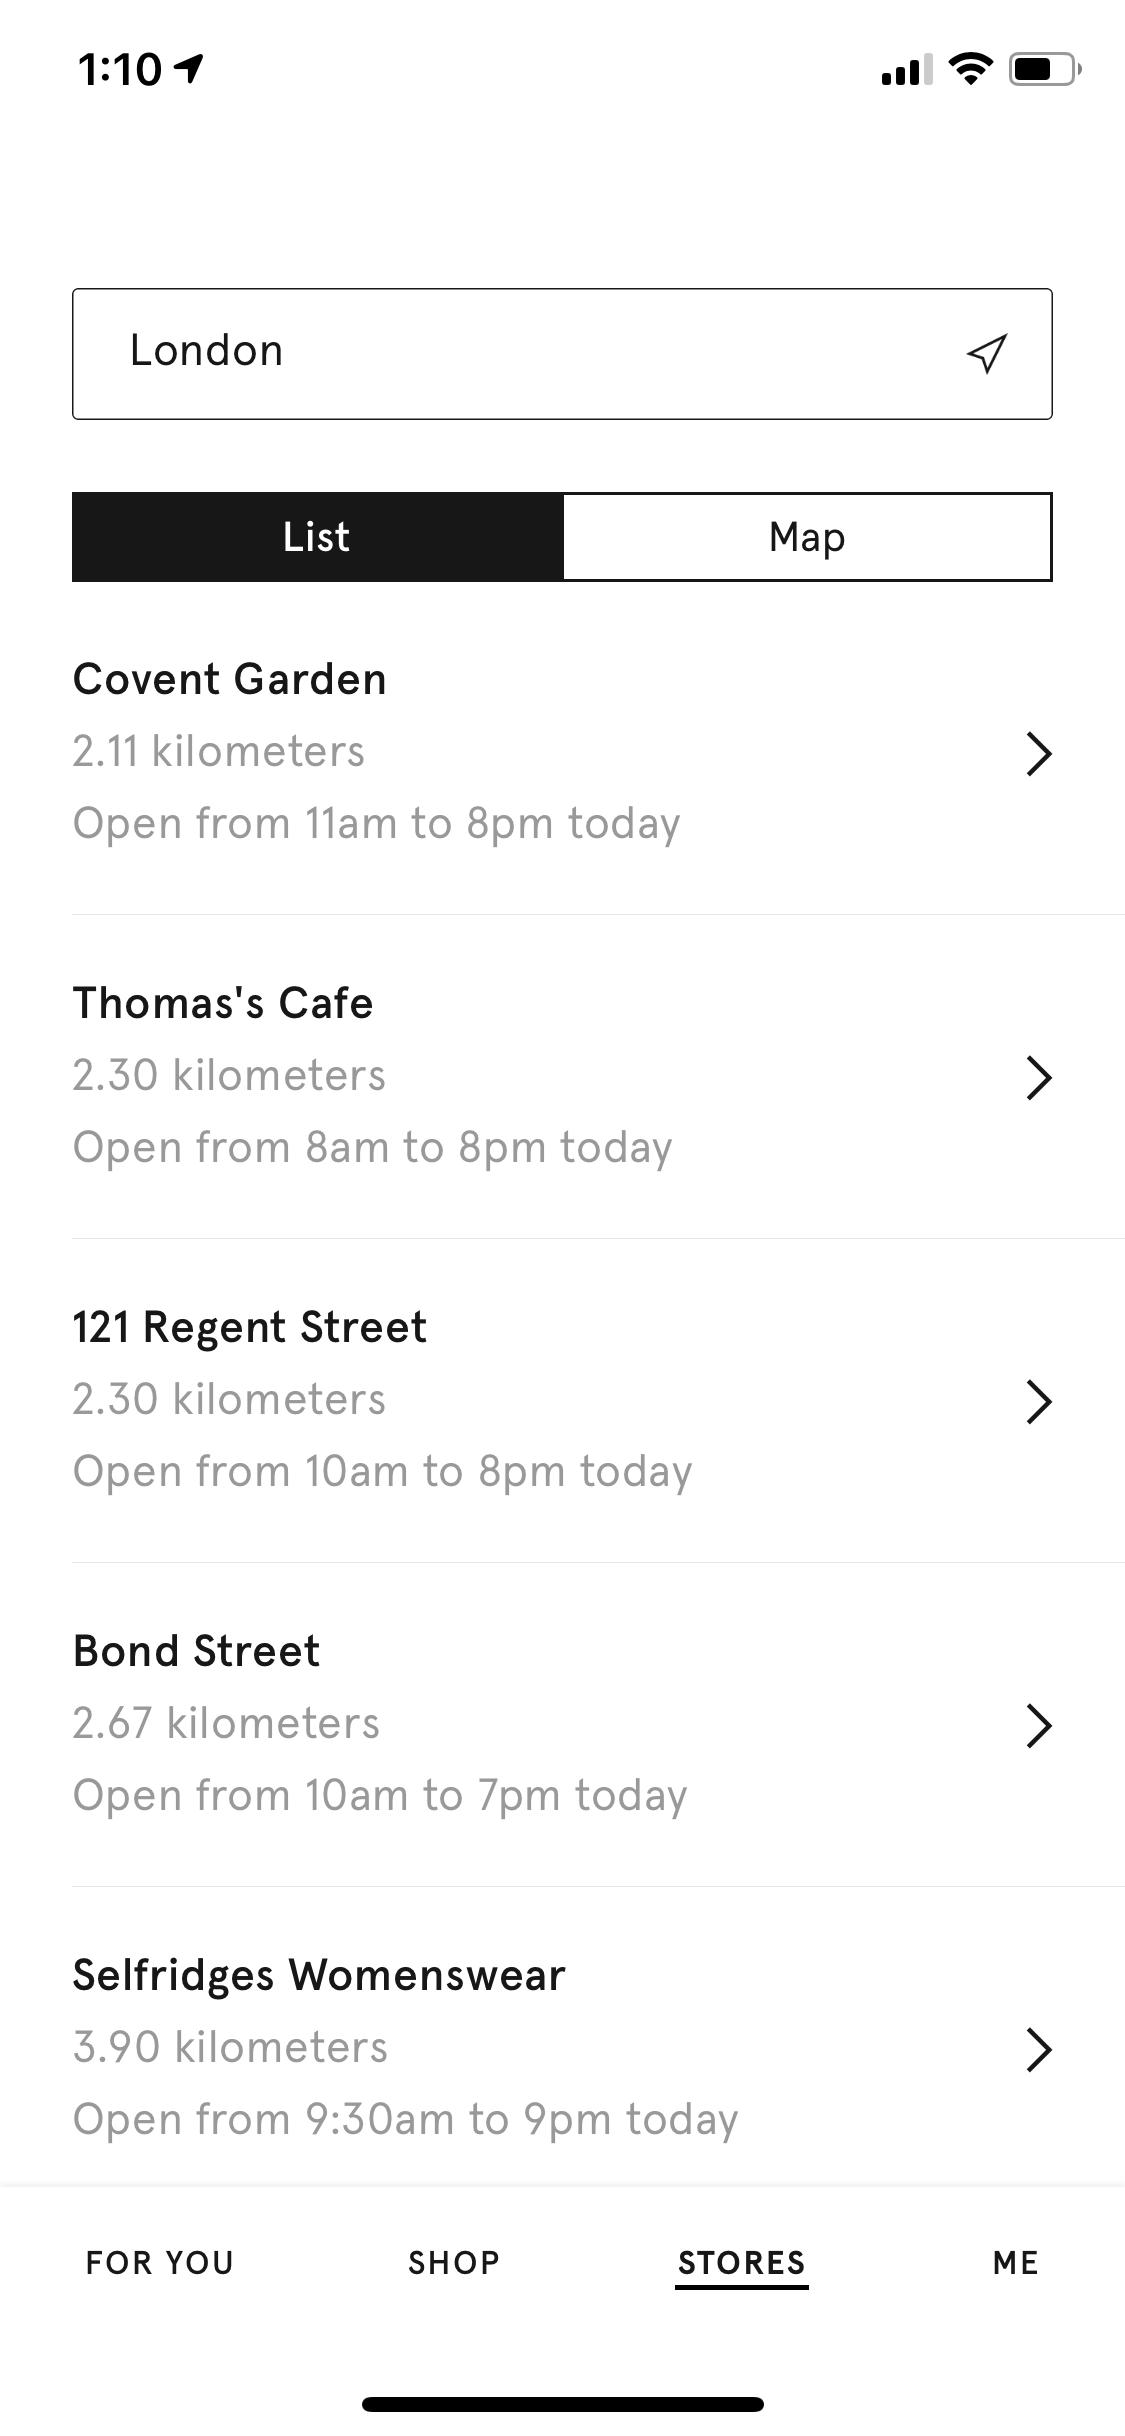 1:10
London
List
Map
Covent Garden
2.11 kilometers
Open from 11am to 8pm today
Thomas's Cafe
2.30 kilometers
Open from 8am to 8pm today
121 Regent Street
2.30 kilometers
Open from 10am to 8pm today
Bond Street
2.67 kilometers
Open from 10am to 7pm today
Selfridges Womenswear
3.90 kilometers
Open from 9:30am to 9pm today
FOR YOU
SHOP
STORES
ME